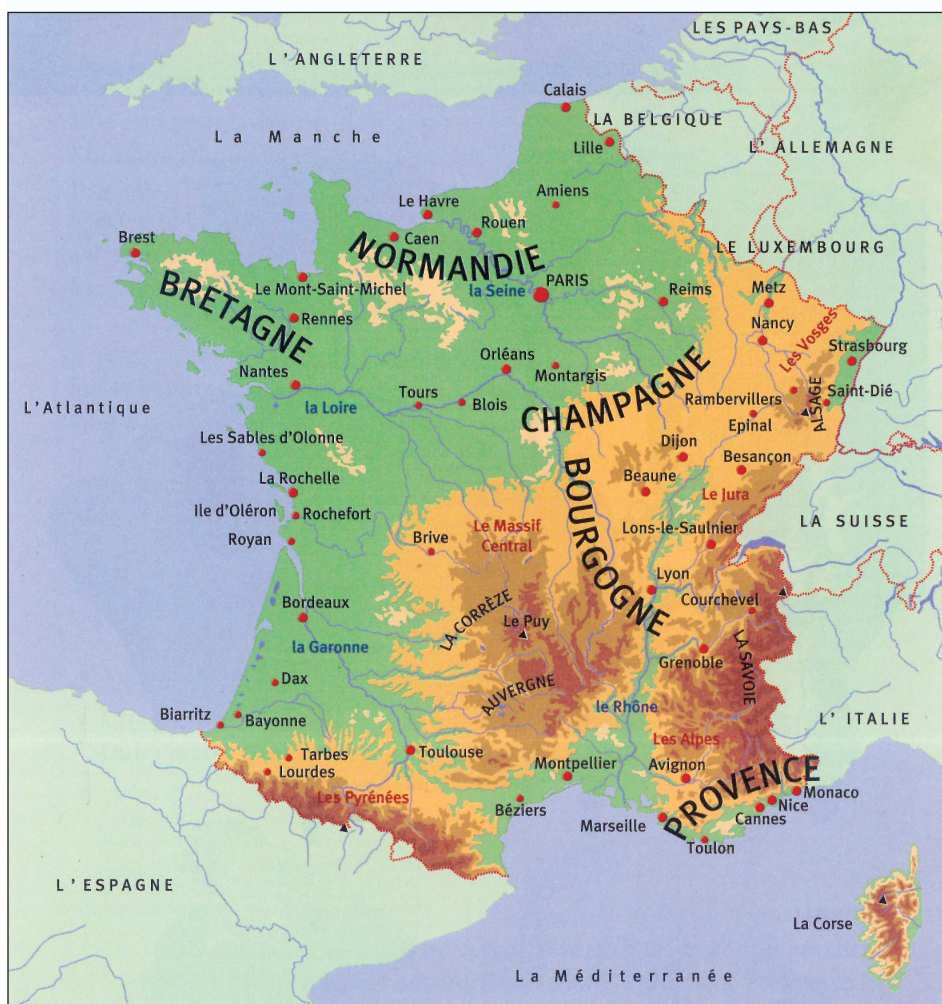 LES PAYS-BAS
L'ANGLETERRE
Calais
LA BELGIQUE
La Manche
Lille
L'ALLEMAGNE
Amiens
Le Havre
Rouen
Caen
NORMANDIE
LE LUXEMBOURG
Brest
BRETAGNE
Le Mont-Saint-Michel
la Seine
PARIS
Reims
Metz
Rennes
Nancy
Les Vosges
Strasbourg
Orléans
Montargis
Nantes
Tours
Blois
la Loire
CHAMPAGNE
Rambervillers
ALSAGE
Saint-Dié
Epinal
L'Atlantique
Les Sables d'Olonne
Dijon
Besançon
BOURGOGNE
Beaune
La Rochelle
Le Jura
Ile d'Oléron
Rochefort
Le Massif
Central
Lons-le-Saulnier
LA SUISSE
Royan
Brive
Lyon
Courchevel
Bordeaux
LA CORRÈZE
Le Puy
la Garonne
Grenoble
LA SAVOIE
Dax
AUVERGNE
le Rhône
Biarritz
Bayonne
L'ITALIE
Les Alpes
Tarbes
Toulouse
Montpellier
Avignon
Lourdes
PROVENCE
Monaco
Les Pyrénées
Béziers
Nice
Marseille
Cannes
Toulon
L'ESPAGNE
La Corse
La Méditerranée